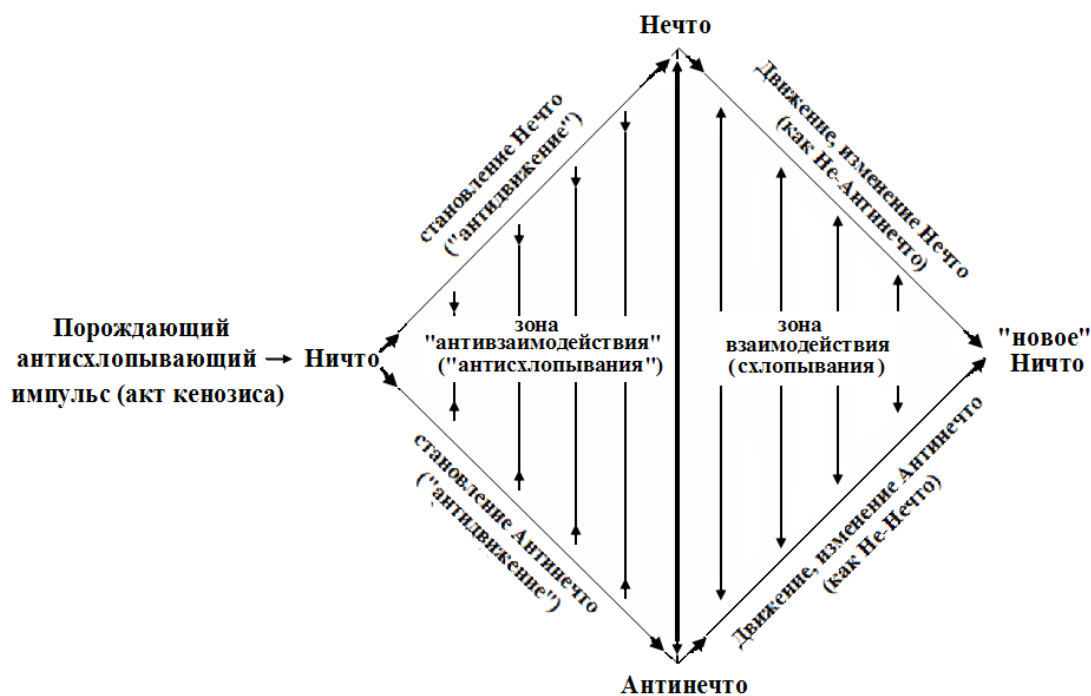 Нечто
становление Нечто
("антидвижение")
Движение, изменение Нечто
(как Не-Антинечто)
Порождающий
антисхлопывающий
импульс (акт кенозиса)
Ничто
зона
"антивзаимодействия"
("антисхлопывания")
зона
взаимодействия
(схлопывания)
"новое"
Ничто
становление Антинечто
("антидвижение")
Движение, изменение Антинечто
(как Не-Нечто)
Антинечто